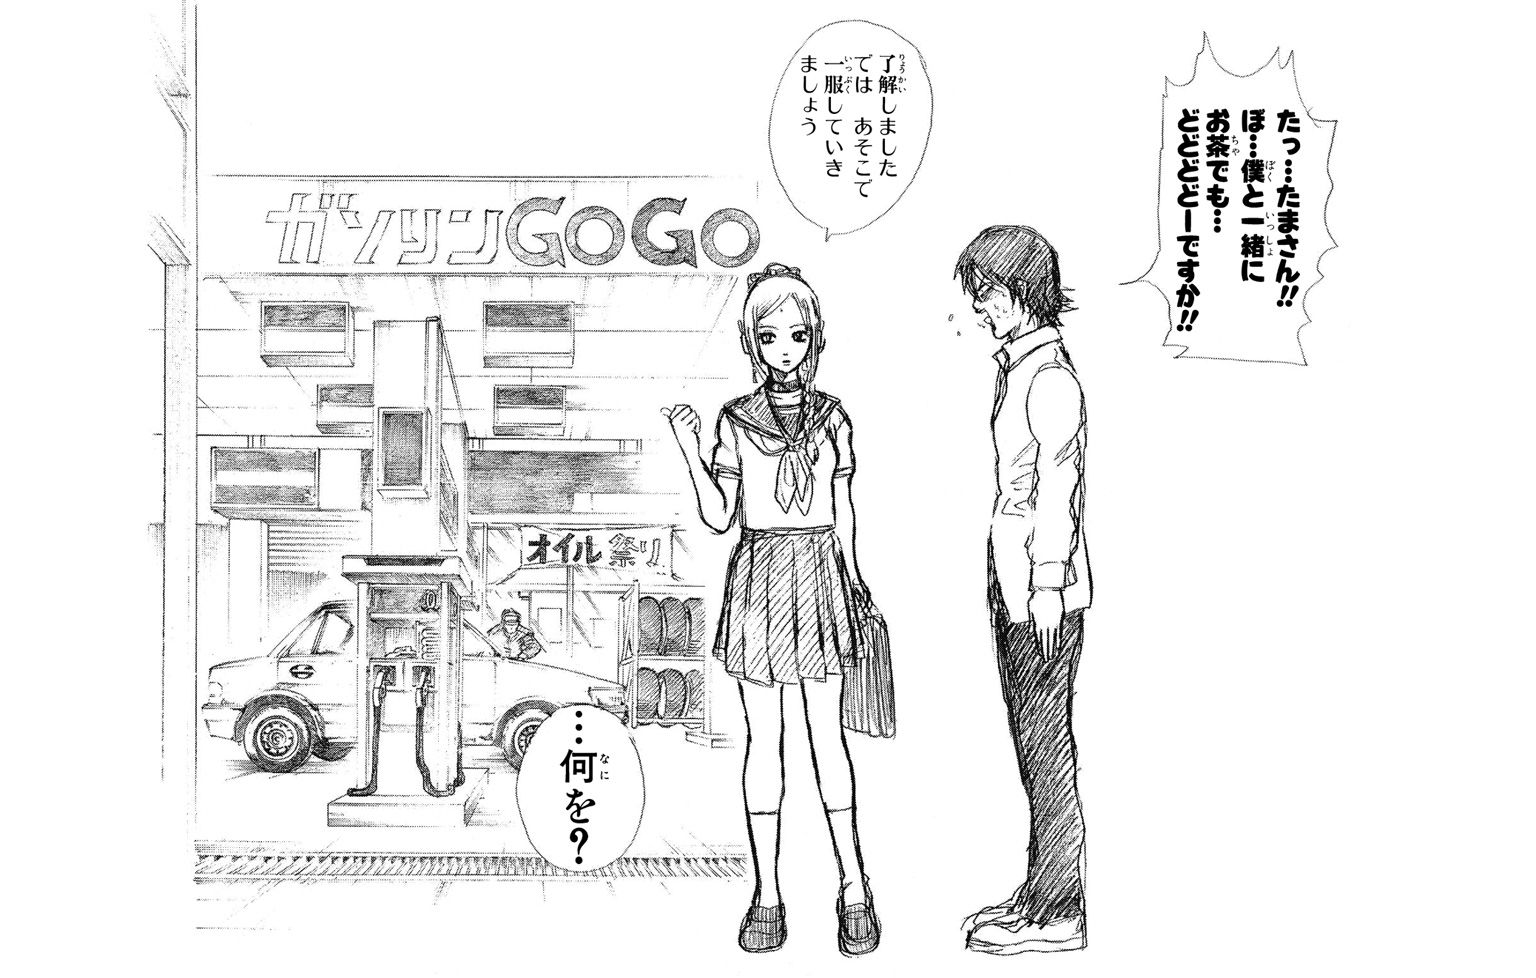 たっ…たまさん!!
ぼ…僕と一緒に
お茶でも…
どどどどーですか!!
了解しました
では あそこで
一服していき
ましょう
ガソリンGOGO
オイル祭り
…何を?